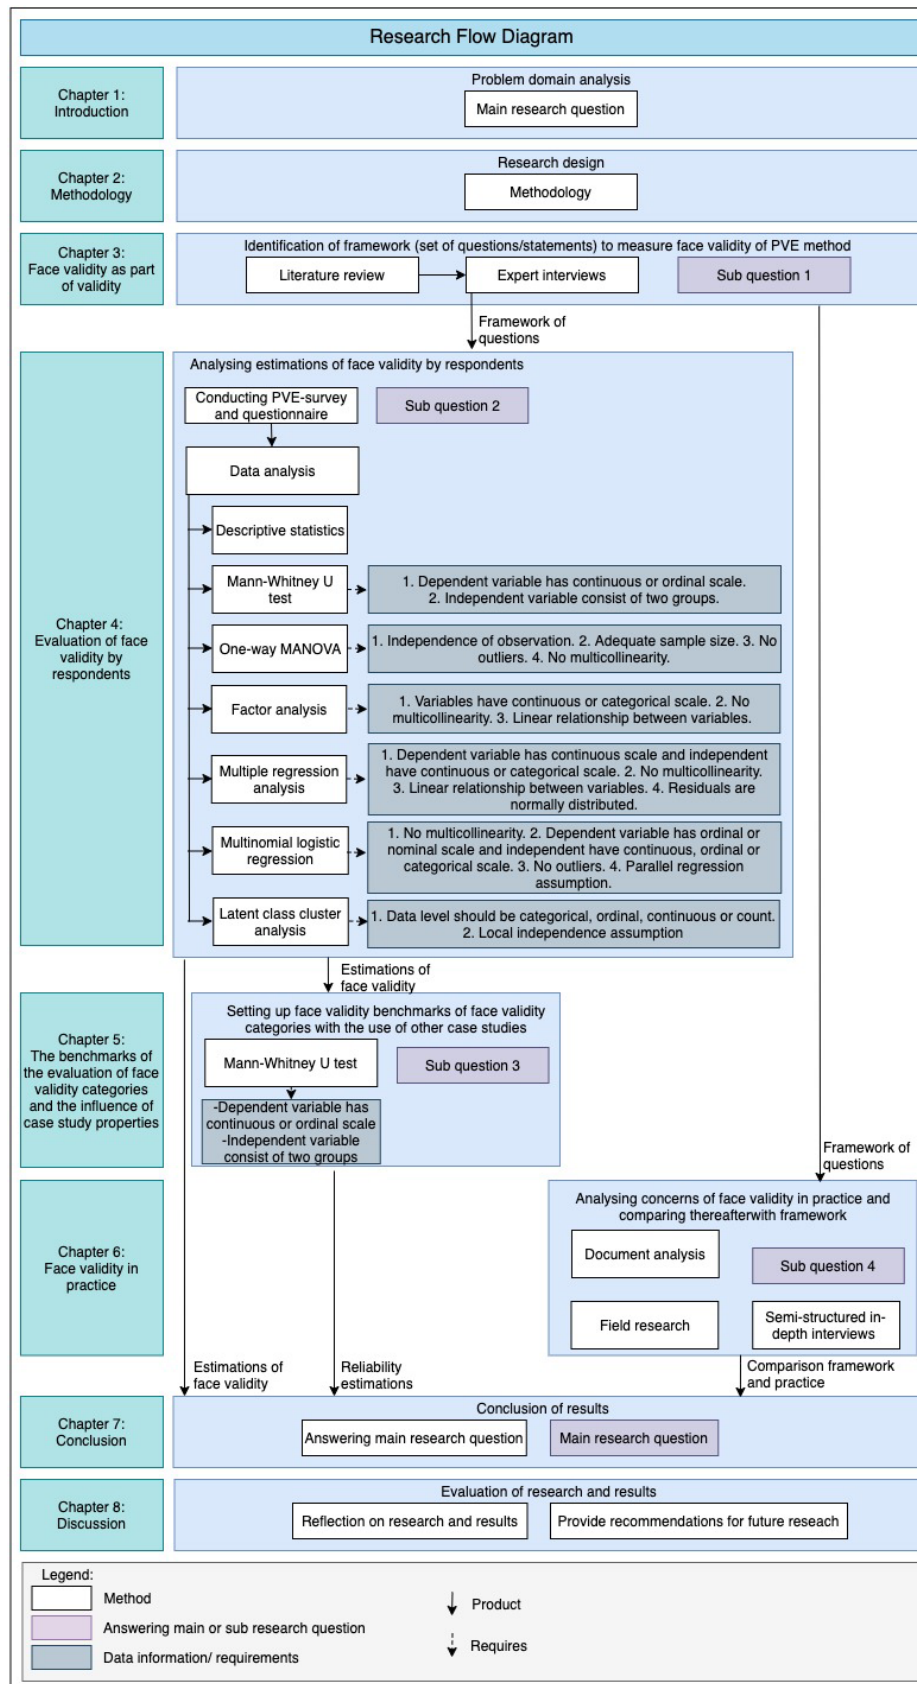 Research Flow Diagram
Chapter 1:
Introduction
Problem domain analysis
Main research question
Chapter 2:
Methodology
Research design
Methodology
Chapter 3:
Face validity as part
of validity
Identification of framework (set of questions/statements) to measure face validity of PVE method
Literature review
Expert interviews
Sub question 1
Framework of
questions
Chapter 4:
Evaluation of face
validity by
respondents
Analysing estimations of face validity by respondents
Conducting PVE-survey
and questionnaire
Sub question 2
Data analysis
Descriptive statistics
Mann-Whitney U
test
1. Dependent variable has continuous or ordinal scale.
2. Independent variable consist of two groups.
One-way MANOVA
1. Independence of observation. 2. Adequate sample size. 3. No
outliers. 4. No multicollinearity.
Factor analysis
1. Variables have continuous or categorical scale. 2. No
multicollinearity. 3. Linear relationship between variables.
Multiple regression
analysis
1. Dependent variable has continuous scale and independent
have continuous or categorical scale. 2. No multicollinearity.
3. Linear relationship between variables. 4. Residuals are
normally distributed.
Multinomial logistic
regression
1. No multicollinearity. 2. Dependent variable has ordinal or
nominal scale and independent have continuous, ordinal or
categorical scale. 3. No outliers. 4. Parallel regression
assumption.
Latent class cluster
analysis
1. Data level should be categorical, ordinal, continuous or count.
2. Local independence assumption
Estimations of
face validity
Chapter 5:
The benchmarks of
the evaluation of face
validity categories
and the influence of
case study properties
Setting up face validity benchmarks of face validity
categories with the use of other case studies
Mann-Whitney U test
Sub question 3
-Dependent variable has
continuous or ordinal scale
-Independent variable
consist of two groups
Framework of
questions
Chapter 6:
Face validity in
practice
Analysing concerns of face validity in practice and
comparing thereafterwith framework
Document analysis
Sub question 4
Field research
Semi-structured in-
depth interviews
Estimations of
face validity
Reliability
estimations
Comparison framework
and practice
Chapter 7:
Conclusion
Conclusion of results
Answering main research question
Main research question
Chapter 8:
Discussion
Evaluation of research and results
Reflection on research and results
Provide recommendations for future reseach
Legend:
Method
Product
Answering main or sub research question
Requires
Data information/ requirements